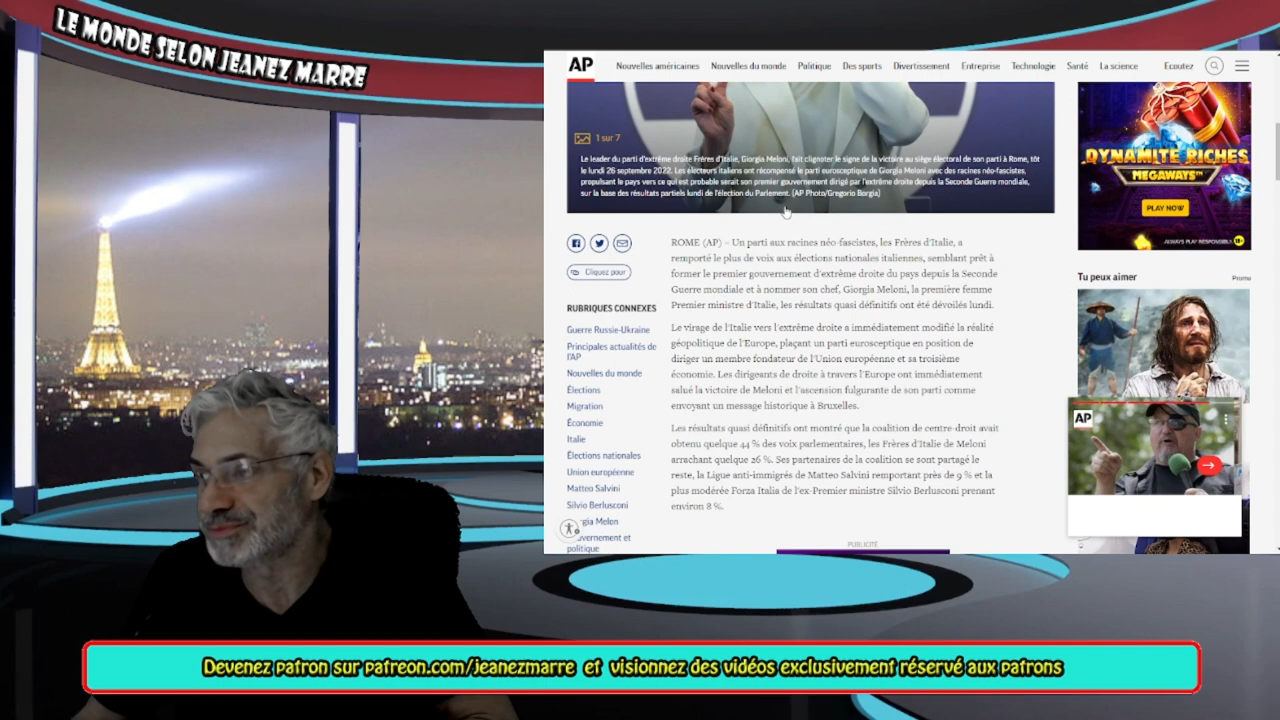 LE MONDE SELON JEANEZ MARRE
AP
Nouvelles américaines Nouvelles du monde Politique Des sports Divertissement Entreprise Technologie Santé La science Ecoutez
1 sur 7
Le leader du parti d'extrême droite Frères d'Italie, Giorgia Meloni, fait clignoter le signe de la victoire au siège électoral de son parti à Rome, tôt
le lundi 26 septembre 2022. Les électeurs italiens ont récompensé le parti eurosceptique de Giorgia Meloni avec des racines néo-fascistes,
propulsant le pays vers ce qui est probable serait son premier gouvernement dirigé par l'extrême droite depuis la Seconde Guerre mondiale,
sur la base des résultats partiels lundi de l'élection du Parlement. (AP Photo/Gregorio Borgia)
DYNAMITE RICHES
MEGAWAYS™
PLAY NOW
ALWAYS PLAY RESPONSIBLY 18+
Cliquez pour
RUBRIQUES CONNEXES
Guerre Russie-Ukraine
Principales actualités de
l'AP
Nouvelles du monde
Élections
Migration
Économie
Italie
Élections nationales
Union européenne
Matteo Salvini
Silvio Berlusconi
gia Melon
vernement et
politique
ROME (AP) – Un parti aux racines néo-fascistes, les Frères d'Italie, a
remporté le plus de voix aux élections nationales italiennes, semblant prêt à
former le premier gouvernement d'extrême droite du pays depuis la Seconde
Guerre mondiale et à nommer son chef, Giorgia Meloni, la première femme
Premier ministre d'Italie, les résultats quasi définitifs ont été dévoilés lundi.
Le virage de l'Italie vers l'extrême droite a immédiatement modifié la réalité
géopolitique de l'Europe, plaçant un parti eurosceptique en position de
diriger un membre fondateur de l'Union européenne et sa troisième
économie. Les dirigeants de droite à travers l'Europe ont immédiatement
salué la victoire de Meloni et l'ascension fulgurante de son parti comme
envoyant un message historique à Bruxelles.
Les résultats quasi définitifs ont montré que la coalition de centre-droit avait
obtenu quelque 44 % des voix parlementaires, les Frères d'Italie de Meloni
arrachant quelque 26 %. Ses partenaires de la coalition se sont partagé le
reste, la Ligue anti-immigrés de Matteo Salvini remportant près de 9 % et la
plus modérée Forza Italia de l'ex-Premier ministre Silvio Berlusconi prenant
environ 8 %.
PUBLICITÉ
Tu peux aimer Promu
AP
Devenez patron sur patreon.com/jeanezmarre et visionnez des vidéos exclusivement réservé aux patrons